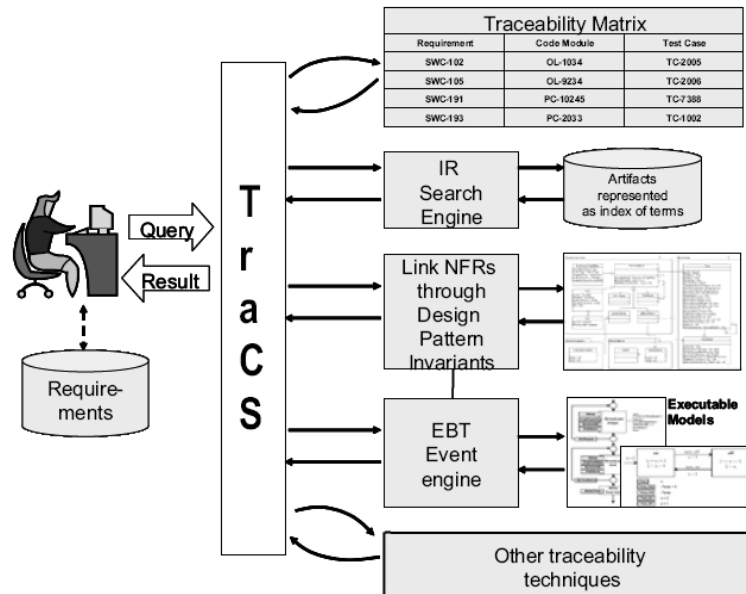 Traceability Matrix
Requirement Code Module Test Case
SWC-102 OL-1034 TC-2005
SWC-105 OL-9234 TC-2006
SWC-191 PC-10245 TC-7388
SWC-193 PC-2033 TC-1002
TraCS
Query
Result
Require-
ments
IR
Search
Engine
Artifacts
represented
as index of terms
Link NFRs
through
Design
Pattern
Invariants
EBT
Event
engine
Executable
Models
Other traceability
techniques